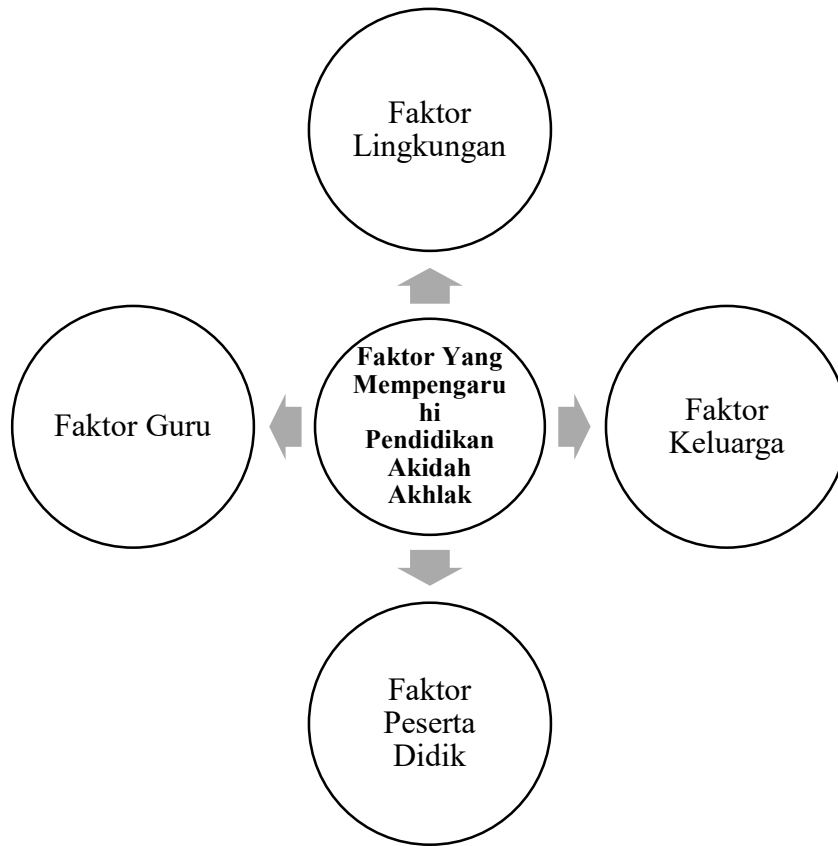 Faktor
Lingkungan
Faktor Guru
Faktor Yang
Mempengaru
hi
Pendidikan
Akidah
Akhlak
Faktor
Keluarga
Faktor
Peserta
Didik